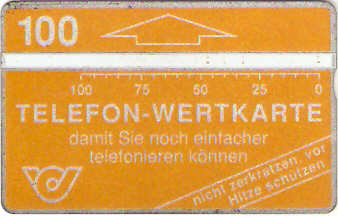 100
100 75 50 25 0
TELEFON-WERTKARTE
damit Sie noch einfacher
telefonieren können
nicht zerkratzen, vor
Hitze schützen